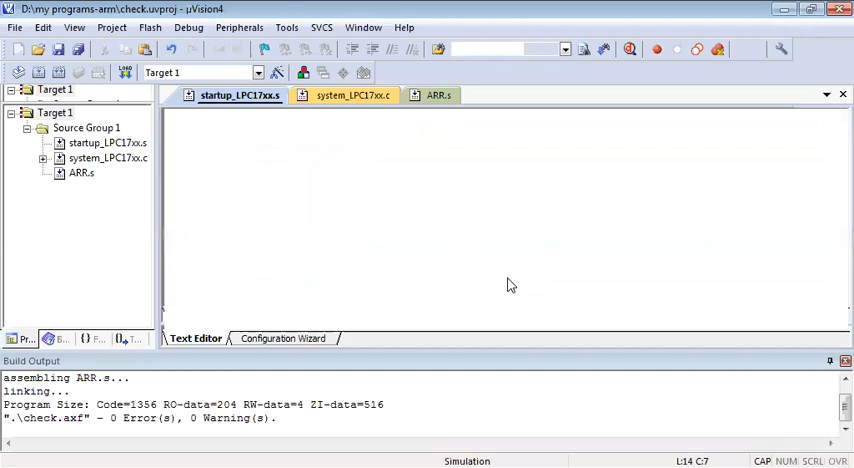 D:\my programs-arm\check.uvproj - µVision4
File Edit View Project Flash Debug Peripherals Tools SVCS Window Help
LOAD Target 1
Target 1
Target 1
Source Group 1
startup_LPC17xx.s
system_LPC17xx.c
ARR.s
startup_LPC17xx.s system_LPC17xx.c ARR.s
Pr... B... {} F... T...
Text Editor Configuration Wizard
Build Output
assembling ARR.s...
linking...
Program Size: Code=1356 RO-data=204 RW-data=4 ZI-data=516
".\check.axf" - 0 Error(s), 0 Warning(s).
Simulation L:14 C:7 CAP NUM SCRL OVR